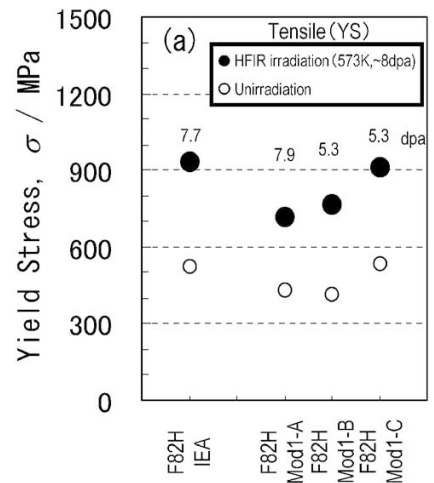 1500
1200
900
600
300
0
Yield Stress, σ / MPa
(a)
Tensile(YS)
● HFIR irradiation (573K,~8dpa)
○ Unirradiation
7.7
7.9
5.3
5.3
dpa
F82H
IEA
F82H
Mod1-A
F82H
Mod1-B
F82H
Mod1-C